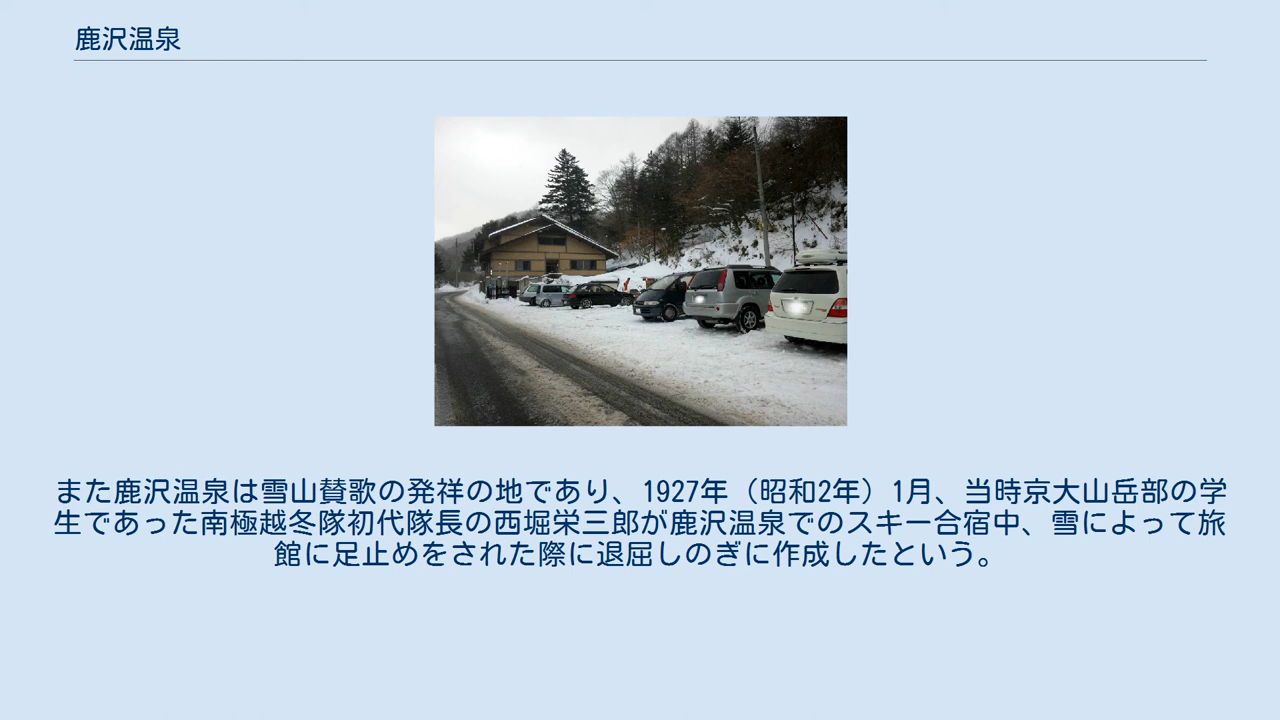 鹿沢温泉
また鹿沢温泉は雪山賛歌の発祥の地であり、1927年（昭和2年）1月、当時京大山岳部の学
生であった南極越冬隊初代隊長の西堀栄三郎が鹿沢温泉でのスキー合宿中、雪によって旅
館に足止めをされた際に退屈しのぎに作成したという。